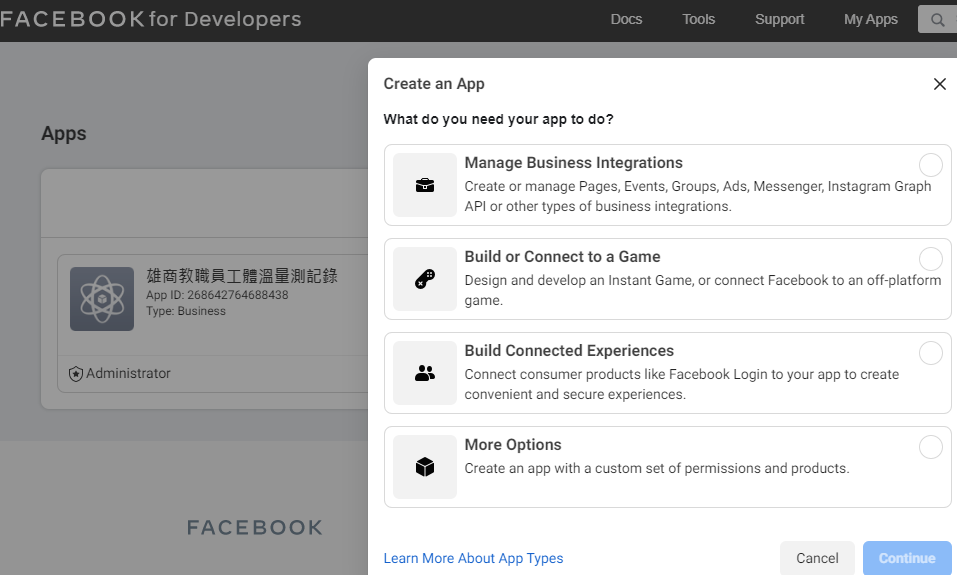 FACEBOOK for Developers
Docs
Tools
Support
My Apps
Create an App
What do you need your app to do?
Apps
Manage Business Integrations
Create or manage Pages, Events, Groups, Ads, Messenger, Instagram Graph
API or other types of business integrations.
Build or Connect to a Game
Design and develop an Instant Game, or connect Facebook to an off-platform
game.
雄商教職員工體溫量測記錄
App ID: 268642764688438
Type: Business
Administrator
Build Connected Experiences
Connect consumer products like Facebook Login to your app to create
convenient and secure experiences.
More Options
Create an app with a custom set of permissions and products.
FACEBOOK
Learn More About App Types
Cancel
Continue